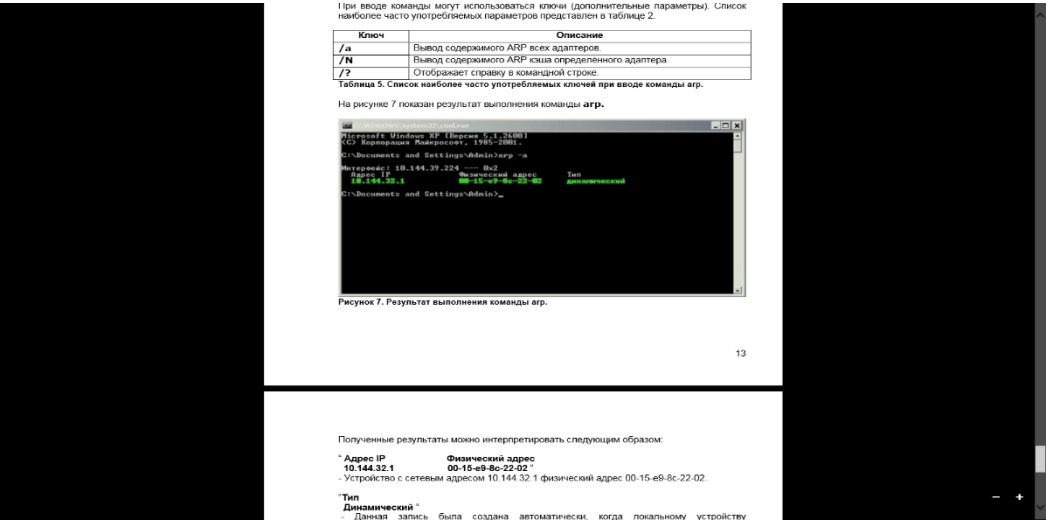 При вводе команды могут использоваться ключи (дополнительные параметры). Список
наиболее часто употребляемых параметров представлен в таблице 2.
Ключ Описание
/a Вывод содержимого ARP всех адаптеров.
/N Вывод содержимого ARP кэша определенного адаптера.
/? Отображает справку в командной строке.
Таблица 5. Список наиболее часто употребляемых ключей при вводе команды arp.
На рисунке 7 показан результат выполнения команды arp.
Microsoft Windows XP [Версия 5.1.2600]
(С) Корпорация Майкрософт, 1985-2001.
C:\Documents and Settings\Admin>arp -a
Интерфейс: 10.144.39.224 --- 0x2
Адрес IP Физический адрес Тип
10.144.32.1 00-15-e9-8c-22-02 динамический
C:\Documents and Settings\Admin>_
Рисунок 7. Результат выполнения команды arp.
13
Полученные результаты можно интерпретировать следующим образом:
“ Адрес IP Физический адрес
10.144.32.1 00-15-e9-8c-22-02 “
- Устройство с сетевым адресом 10.144.32.1 физический адрес 00-15-e9-8c-22-02.
“Тип
Динамический “
- Данная запись была создана автоматически, когда локальному устройству